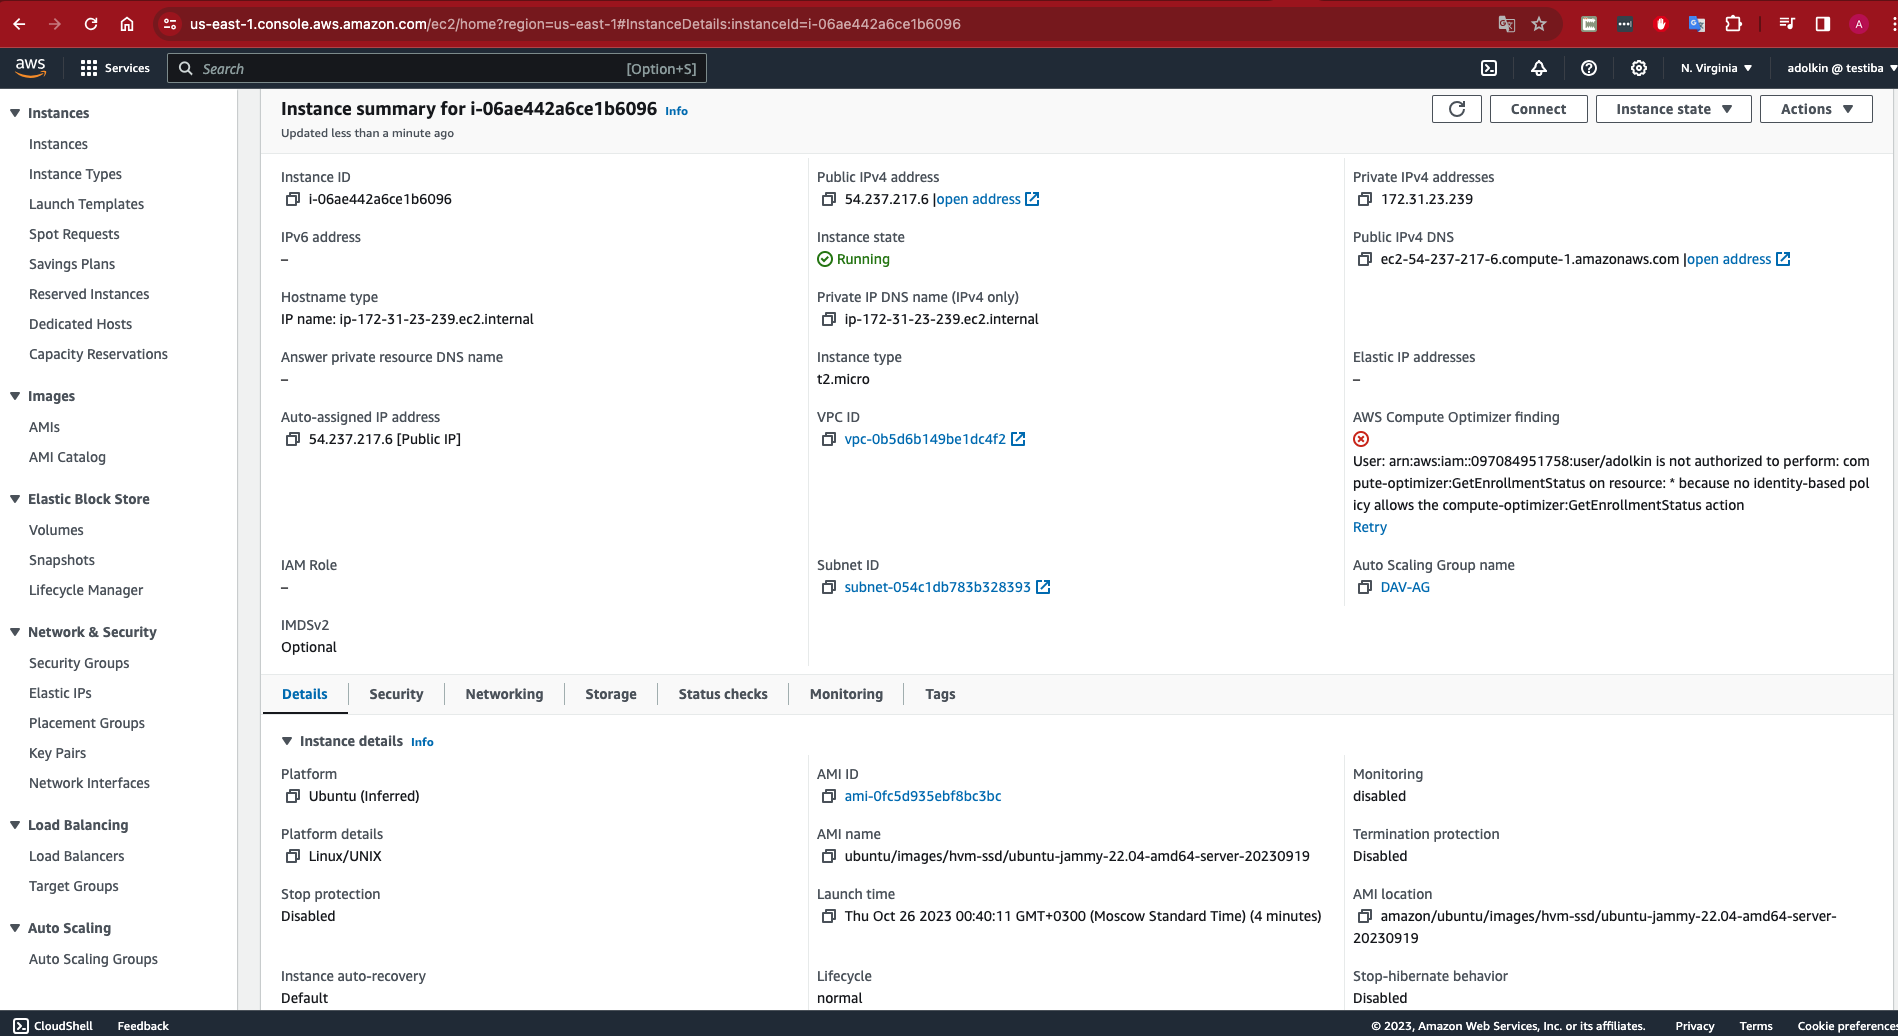 us-east-1.console.aws.amazon.com/ec2/home?region=us-east-1#InstanceDetails:instanceId=i-06ae442a6ce1b6096
A
aws
Services
Search
[Option+S]
N. Virginia
adolkin @ testiba
Instances
Instances
Instance Types
Launch Templates
Spot Requests
Savings Plans
Reserved Instances
Dedicated Hosts
Capacity Reservations
Images
AMIs
AMI Catalog
Elastic Block Store
Volumes
Snapshots
Lifecycle Manager
Network & Security
Security Groups
Elastic IPs
Placement Groups
Key Pairs
Network Interfaces
Load Balancing
Load Balancers
Target Groups
Auto Scaling
Auto Scaling Groups
Instance summary for i-06ae442a6ce1b6096 Info
Updated less than a minute ago
Connect
Instance state
Actions
Instance ID
i-06ae442a6ce1b6096
Public IPv4 address
54.237.217.6 |open address
Private IPv4 addresses
172.31.23.239
IPv6 address
–
Instance state
Running
Public IPv4 DNS
ec2-54-237-217-6.compute-1.amazonaws.com |open address
Hostname type
IP name: ip-172-31-23-239.ec2.internal
Private IP DNS name (IPv4 only)
ip-172-31-23-239.ec2.internal
Answer private resource DNS name
–
Instance type
t2.micro
Elastic IP addresses
–
Auto-assigned IP address
54.237.217.6 [Public IP]
VPC ID
vpc-0b5d6b149be1dc4f2
AWS Compute Optimizer finding
User: arn:aws:iam::097084951758:user/adolkin is not authorized to perform: com
pute-optimizer:GetEnrollmentStatus on resource: * because no identity-based pol
icy allows the compute-optimizer:GetEnrollmentStatus action
Retry
IAM Role
–
Subnet ID
subnet-054c1db783b328393
Auto Scaling Group name
DAV-AG
IMDSv2
Optional
Details
Security
Networking
Storage
Status checks
Monitoring
Tags
Instance details Info
Platform
Ubuntu (Inferred)
AMI ID
ami-0fc5d935ebf8bc3bc
Monitoring
disabled
Platform details
Linux/UNIX
AMI name
ubuntu/images/hvm-ssd/ubuntu-jammy-22.04-amd64-server-20230919
Termination protection
Disabled
Stop protection
Disabled
Launch time
Thu Oct 26 2023 00:40:11 GMT+0300 (Moscow Standard Time) (4 minutes)
AMI location
amazon/ubuntu/images/hvm-ssd/ubuntu-jammy-22.04-amd64-server-
20230919
Instance auto-recovery
Default
Lifecycle
normal
Stop-hibernate behavior
Disabled
CloudShell
Feedback
© 2023, Amazon Web Services, Inc. or its affiliates.
Privacy
Terms
Cookie preferences